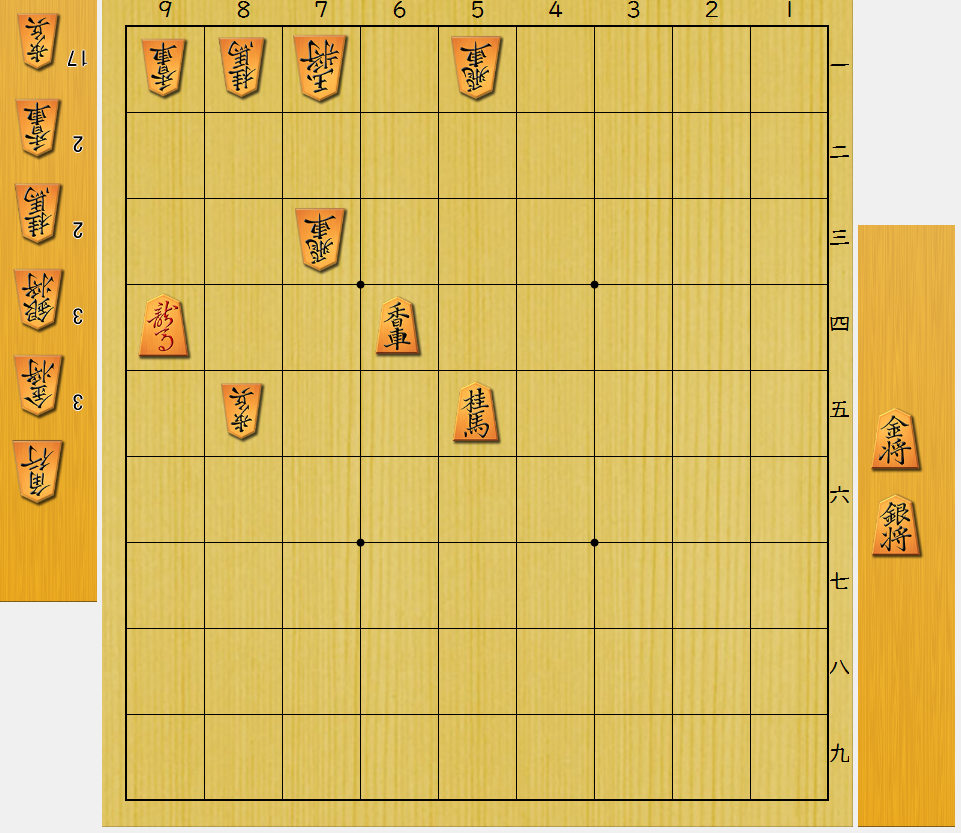 9 8 7 6 5 4 3 2 1
歩兵 17
香車 2
桂馬 2
銀将 3
金将 3
角行
香車 桂馬 玉将 飛車 一
二
飛車 三
龍馬 香車 四
歩兵 桂馬 五
六
七
八
九
金将
銀将